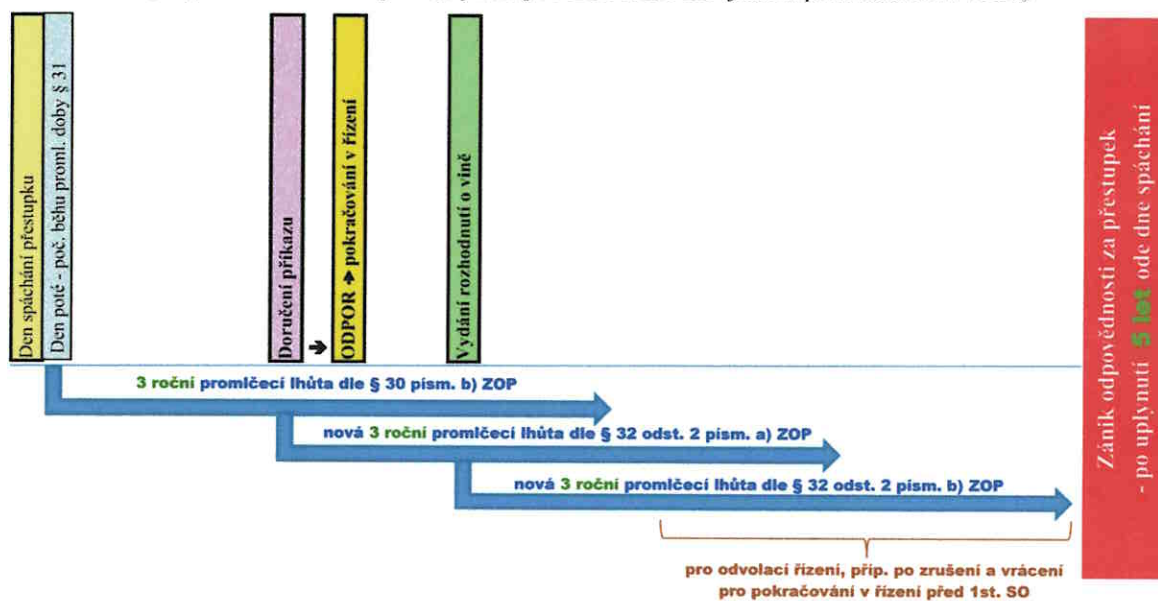 Den spáchání přestupku
Den poté - poč. běhu proml. doby § 31
Doručení příkazu
➔
ODPOR ➔ pokračování v řízení
Vydání rozhodnutí o vině
3 roční promlčecí lhůta dle § 30 písm. b) ZOP
nová 3 roční promlčecí lhůta dle § 32 odst. 2 písm. a) ZOP
nová 3 roční promlčecí lhůta dle § 32 odst. 2 písm. b) ZOP
pro odvolací řízení, příp. po zrušení a vrácení
pro pokračování v řízení před 1st. SO
Zánik odpovědnosti za přestupek
- po uplynutí 5 let ode dne spáchání